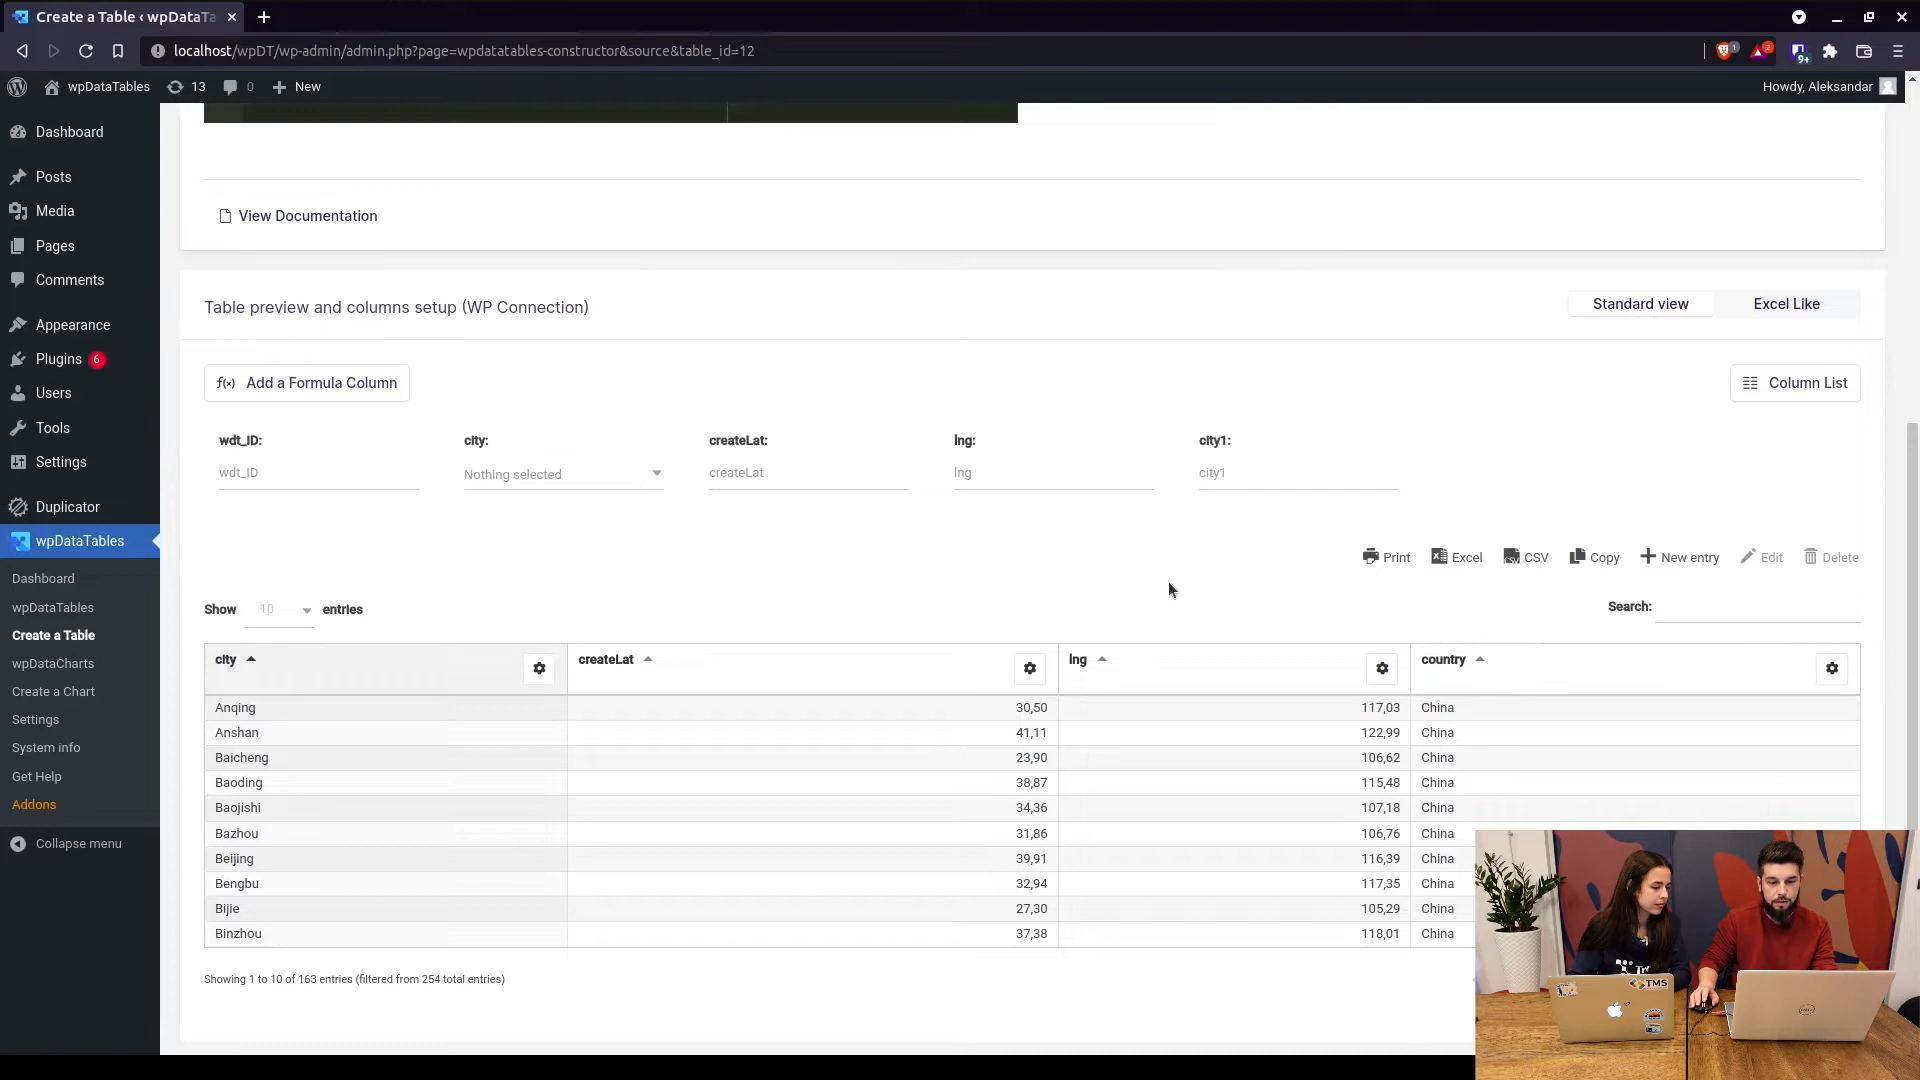 Create a Table ‹ wpDataTa
localhost/wpDT/wp-admin/admin.php?page=wpdatatables-constructor&source&table_id=12
1
2
9+
wpDataTables
13
0
New
Howdy, Aleksandar
Dashboard
Posts
Media
Pages
Comments
Appearance
Plugins 6
Users
Tools
Settings
Duplicator
wpDataTables
Dashboard
wpDataTables
Create a Table
wpDataCharts
Create a Chart
Settings
System info
Get Help
Addons
Collapse menu
View Documentation
Table preview and columns setup (WP Connection)
Standard view
Excel Like
f(x) Add a Formula Column
Column List
wdt_ID: city: createLat: lng: city1:
wdt_ID Nothing selected createLat lng city1
Print Excel CSV Copy New entry Edit Delete
Show 10 entries
Search:
city createLat lng country
Anqing 30,50 117,03 China
Anshan 41,11 122,99 China
Baicheng 23,90 106,62 China
Baoding 38,87 115,48 China
Baojishi 34,36 107,18 China
Bazhou 31,86 106,76 China
Beijing 39,91 116,39 China
Bengbu 32,94 117,35 China
Bijie 27,30 105,29 China
Binzhou 37,38 118,01 China
Showing 1 to 10 of 163 entries (filtered from 254 total entries)
TMS
DELL